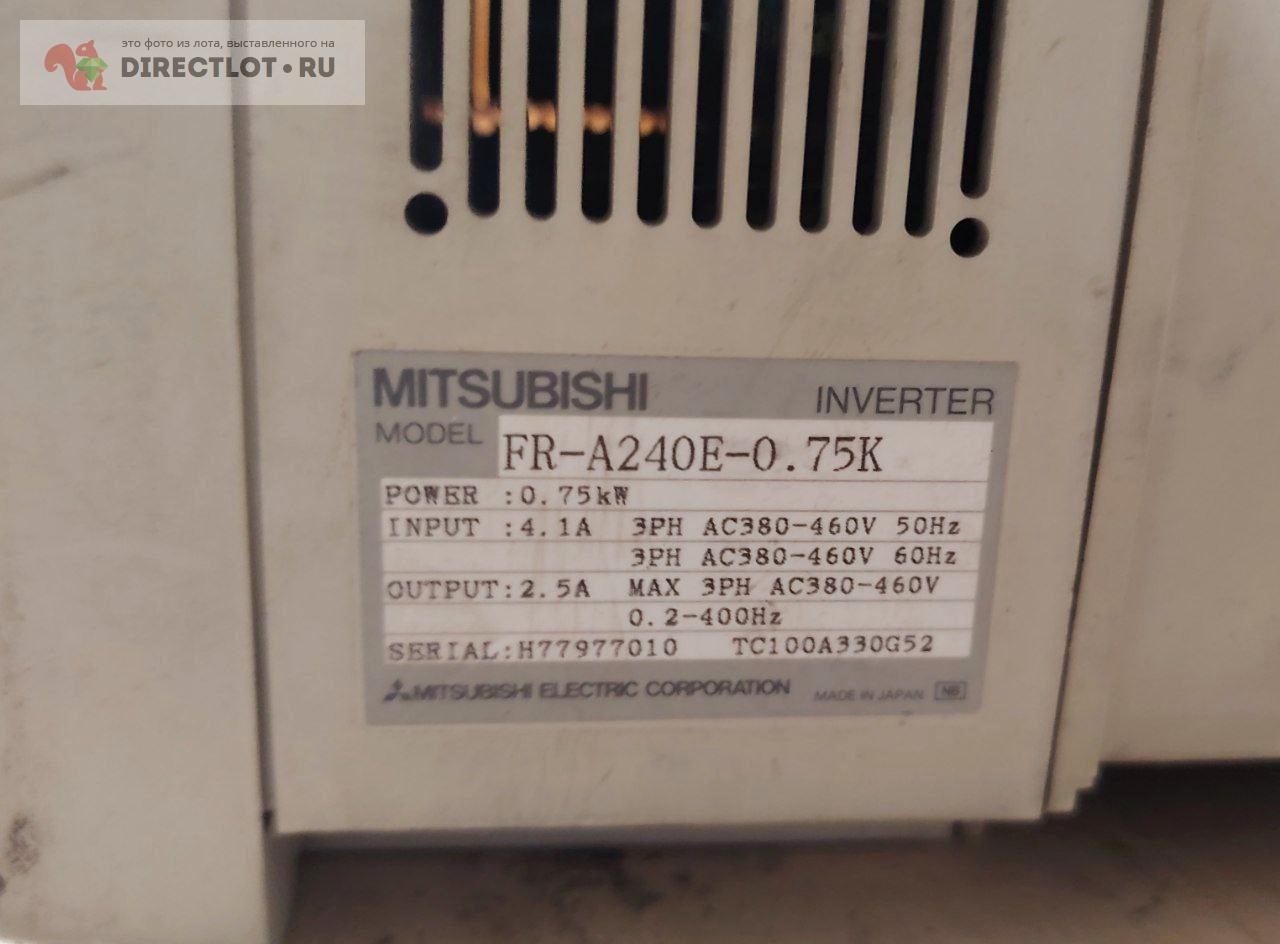 это фото из лота, выставленного на
DIRECTLOT•RU
MITSUBISHI INVERTER
MODEL FR-A240E-0.75K
POWER :0.75kW
INPUT :4.1A 3PH AC380-460V 50Hz
3PH AC380-460V 60Hz
OUTPUT:2.5A MAX 3PH AC380-460V
0.2-400Hz
SERIAL:H77977010 TC100A330G52
MITSUBISHI ELECTRIC CORPORATION MADE IN JAPAN